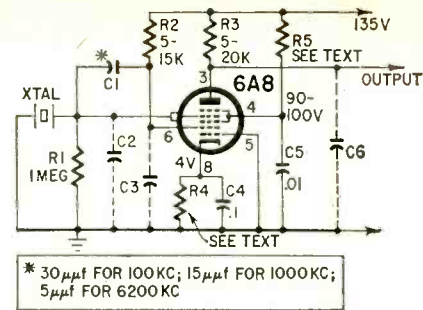 R2
5-
15K
R3
5-
20K
135V
R5
SEE TEXT
OUTPUT
*
C1
XTAL
3
6A8
90-
100V
4
6
5
R1
1MEG
C2
C3
4V
8
R4
C4
.1
C5
.01
C6
SEE TEXT
* 30μμf FOR 100KC; 15μμf FOR 1000KC;
5μμf FOR 6200KC